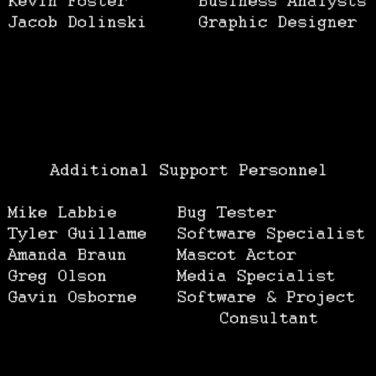 Kevin Foster Business Analysts
Jacob Dolinski Graphic Designer
Additional Support Personnel
Mike Labbie Bug Tester
Tyler Guillame Software Specialist
Amanda Braun Mascot Actor
Greg Olson Media Specialist
Gavin Osborne Software & Project
Consultant